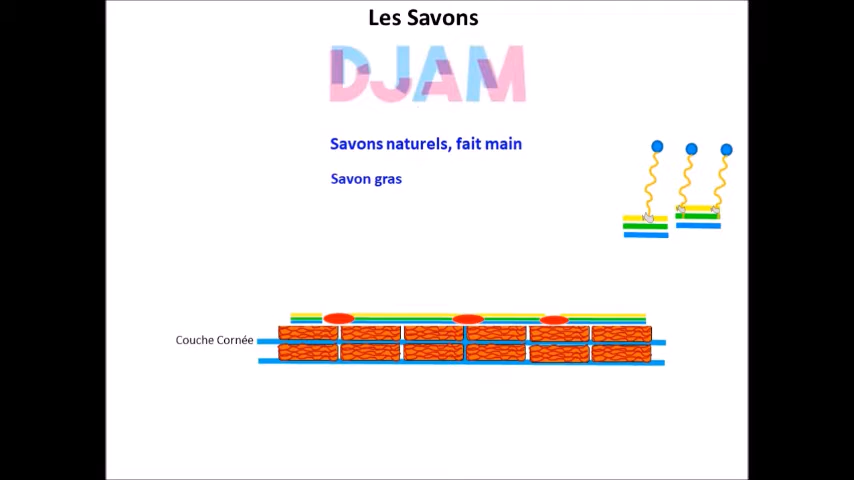 Les Savons
DJAM
Savons naturels, fait main
Savon gras
Couche Cornée